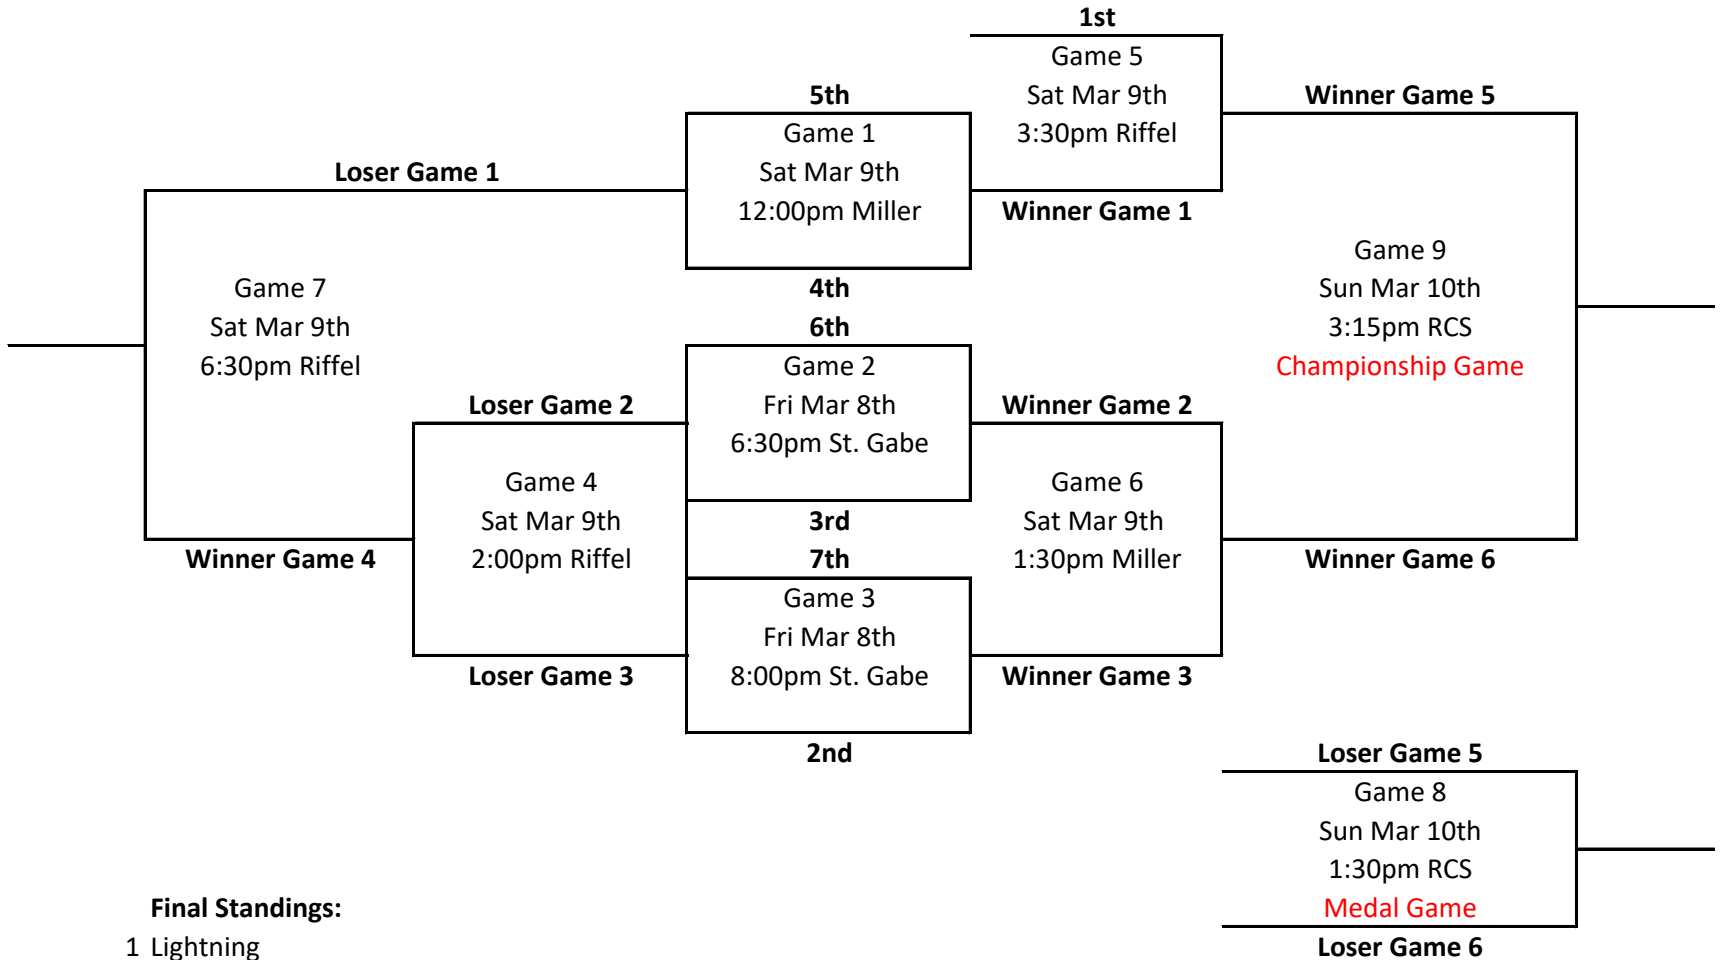 1st
Game 5
Sat Mar 9th
3:30pm Riffel
5th
Game 1
Sat Mar 9th
12:00pm Miller
4th
Winner Game 5
Loser Game 1
Winner Game 1
Game 9
Sun Mar 10th
3:15pm RCS
Championship Game
Game 7
Sat Mar 9th
6:30pm Riffel
6th
Game 2
Fri Mar 8th
6:30pm St. Gabe
3rd
Loser Game 2
Winner Game 2
Game 4
Sat Mar 9th
2:00pm Riffel
Game 6
Sat Mar 9th
1:30pm Miller
Winner Game 4
Winner Game 6
7th
Game 3
Fri Mar 8th
8:00pm St. Gabe
2nd
Loser Game 3
Winner Game 3
Loser Game 5
Game 8
Sun Mar 10th
1:30pm RCS
Medal Game
Loser Game 6
Final Standings:
1 Lightning